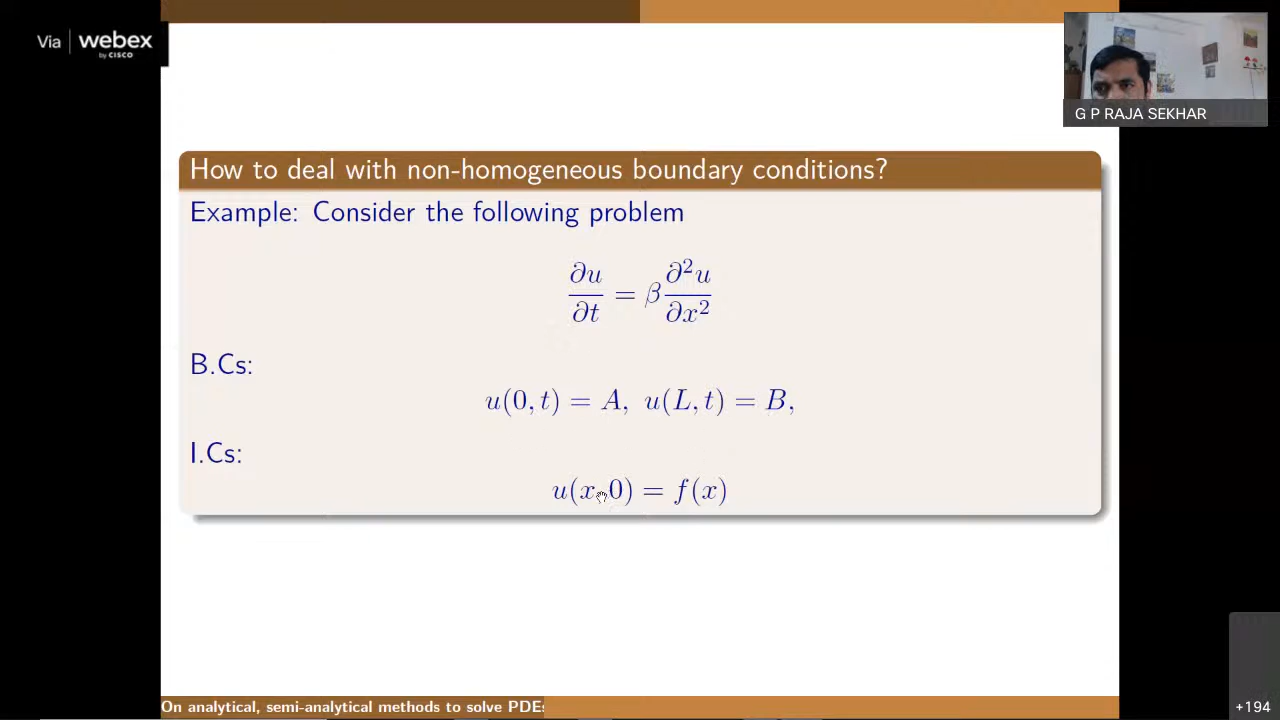 Via webex
by CISCO
G P RAJA SEKHAR
How to deal with non-homogeneous boundary conditions?
Example: Consider the following problem
∂u/∂t = β ∂²u/∂x²
B.Cs:
u(0, t) = A, u(L, t) = B,
I.Cs:
u(x, 0) = f(x)
On analytical, semi-analytical methods to solve PDEs
+194